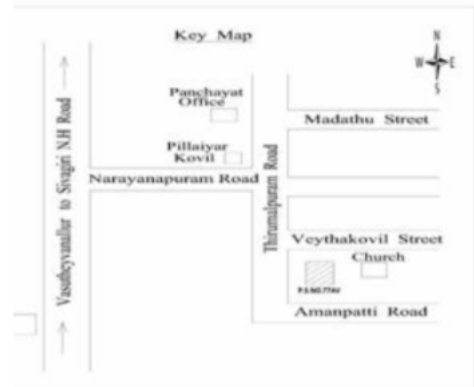 Key Map
N
W E
S
Panchayat
Office
Madathu Street
Pillaiyar
Kovil
Narayanapuram Road
Vasutheyvanallur to Sivagiri N.H Road
Thirumalpuram Road
Veythakovil Street
Church
Amanpatti Road